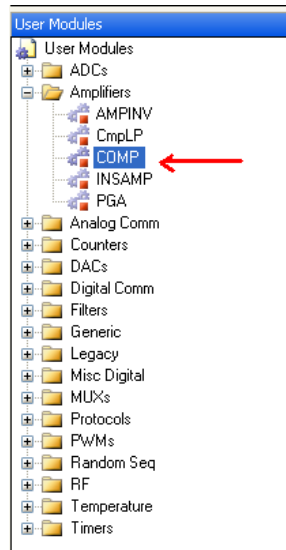 User Modules
User Modules
ADCs
Amplifiers
AMPINV
CmpLP
COMP
INSAMP
PGA
Analog Comm
Counters
DACs
Digital Comm
Filters
Generic
Legacy
Misc Digital
MUXs
Protocols
PWMs
Random Seq
RF
Temperature
Timers